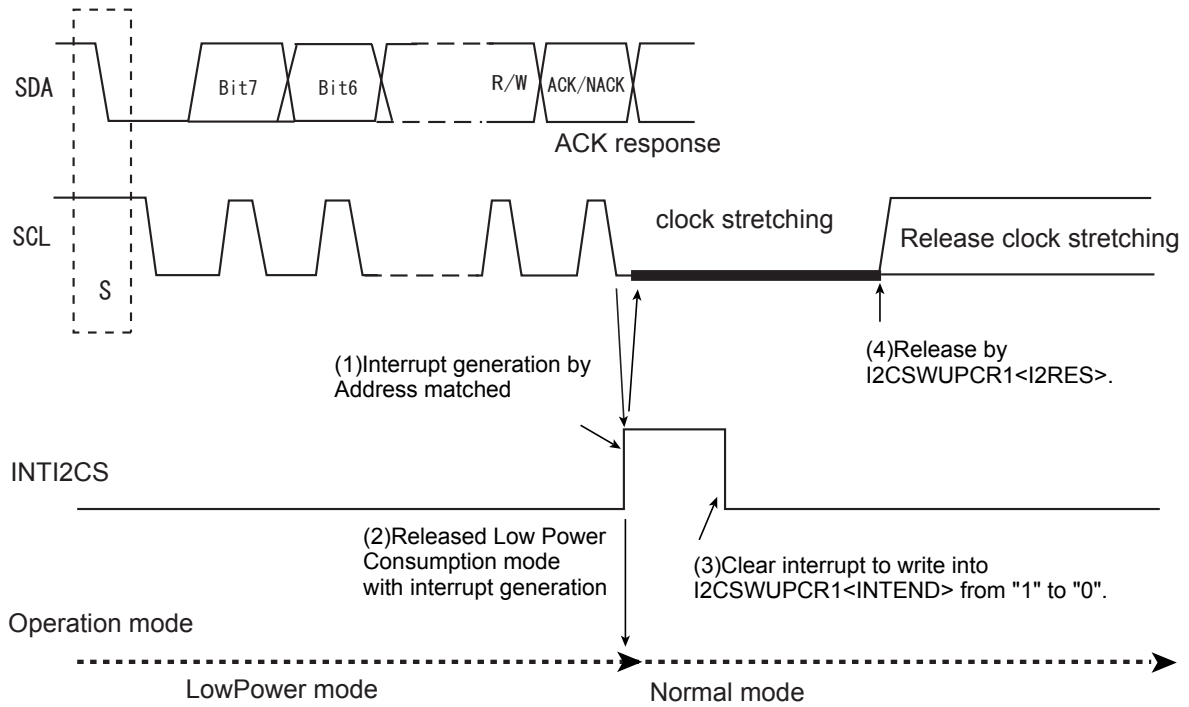 SDA
Bit7
Bit6
R/W
ACK/NACK
ACK response
SCL
S
clock stretching
Release clock stretching
(1)Interrupt generation by
Address matched
(4)Release by
I2CSWUPCR1<I2RES>.
INTI2CS
(2)Released Low Power
Consumption mode
with interrupt generation
(3)Clear interrupt to write into
I2CSWUPCR1<INTEND> from "1" to "0".
Operation mode
LowPower mode
Normal mode